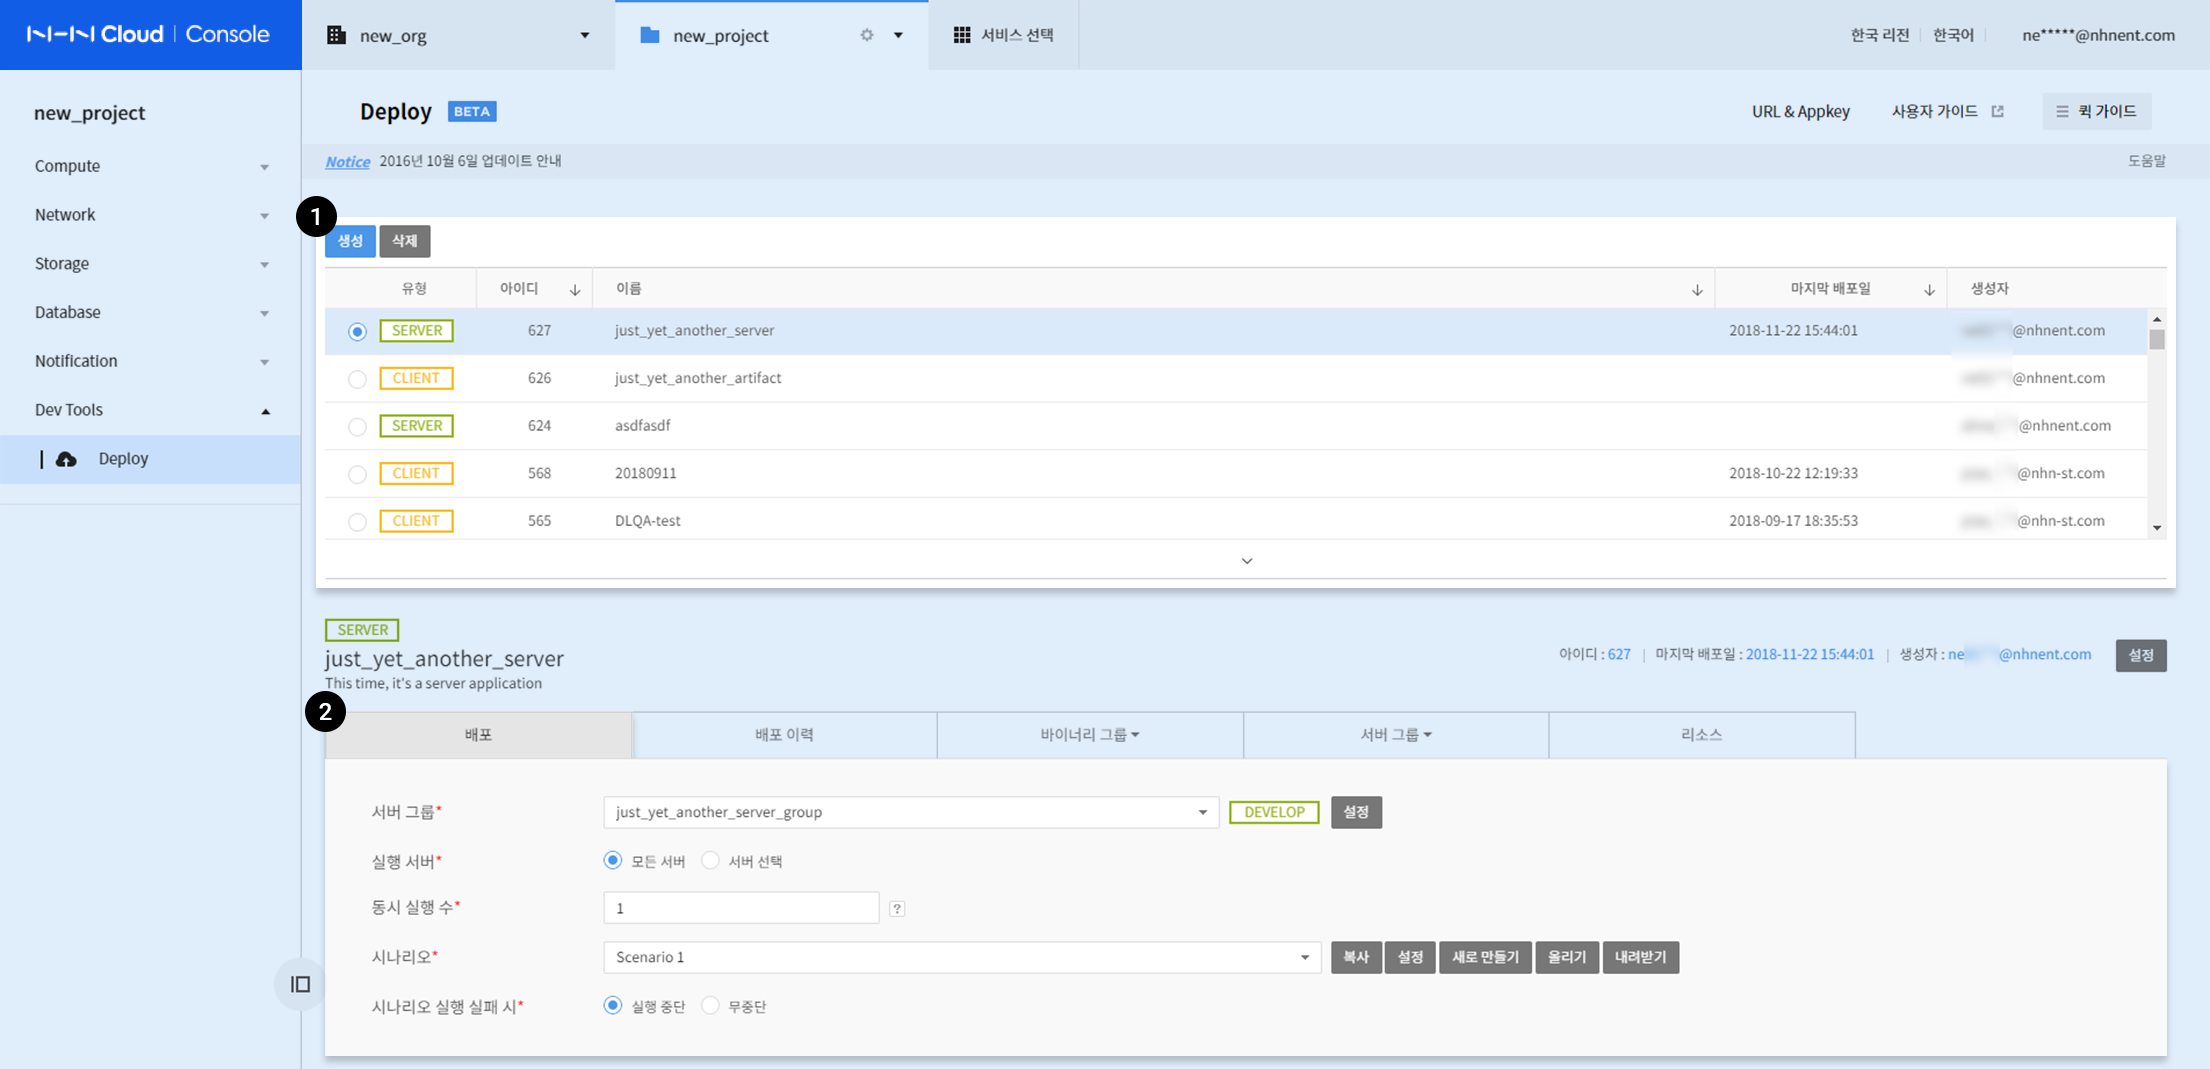 NHN Cloud Console
new_org
new_project
서비스 선택
한국 리전
한국어
ne*****@nhnent.com
new_project
Compute
Network
Storage
Database
Notification
Dev Tools
Deploy
Deploy BETA
URL & Appkey
사용자 가이드
퀵 가이드
Notice 2016년 10월 6일 업데이트 안내
도움말
1
생성 삭제
유형 아이디 이름 마지막 배포일 생성자
SERVER 627 just_yet_another_server 2018-11-22 15:44:01 @nhnent.com
CLIENT 626 just_yet_another_artifact @nhnent.com
SERVER 624 asdfasdf @nhnent.com
CLIENT 568 20180911 2018-10-22 12:19:33 @nhn-st.com
CLIENT 565 DLQA-test 2018-09-17 18:35:53 @nhn-st.com
SERVER
just_yet_another_server
This time, it's a server application
아이디 : 627 | 마지막 배포일 : 2018-11-22 15:44:01 | 생성자 : ne @nhnent.com 설정
2
배포 배포 이력 바이너리 그룹 서버 그룹 리소스
서버 그룹* just_yet_another_server_group DEVELOP 설정
실행 서버* 모든 서버 서버 선택
동시 실행 수* 1 ?
시나리오* Scenario 1 복사 설정 새로 만들기 올리기 내려받기
시나리오 실행 실패 시* 실행 중단 무중단